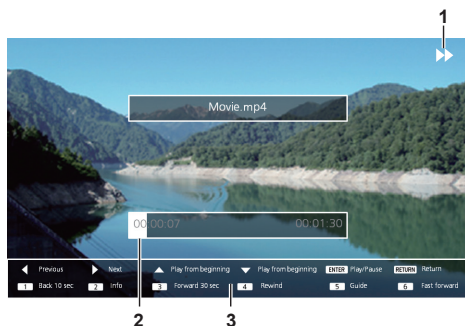 1
Movie.mp4
00:00:07 00:01:30
Previous Next Play from beginning Play from beginning ENTER Play/Pause RETURN Return
1 Back 10 sec 2 Info 3 Forward 30 sec 4 Rewind 5 Guide 6 Fast forward
2 3